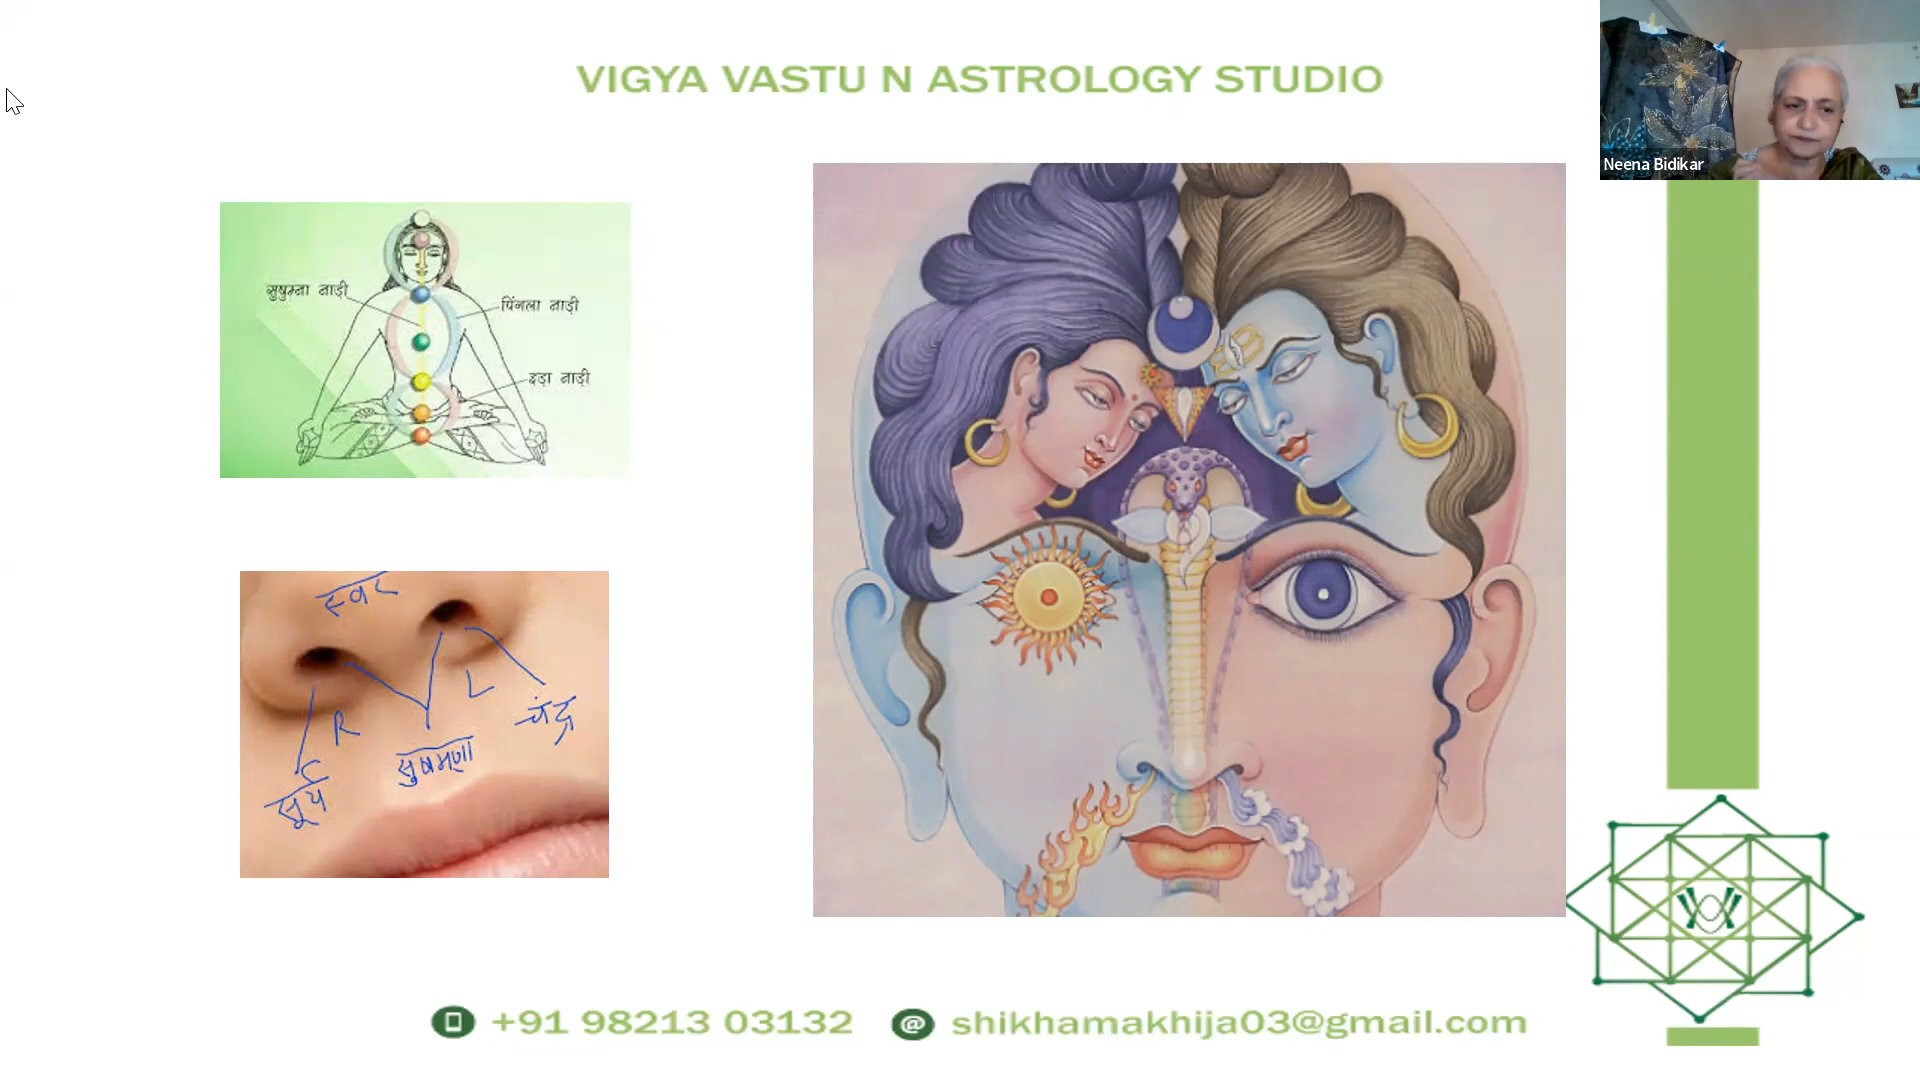 VIGYA VASTU N ASTROLOGY STUDIO
Neena Bidikar
सुषुम्ना नाड़ी
पिंगला नाड़ी
इड़ा नाड़ी
स्वर
R
L
चंद्र
सुषमणा
सूर्य
+91 98213 03132
shikhamakhija03@gmail.com